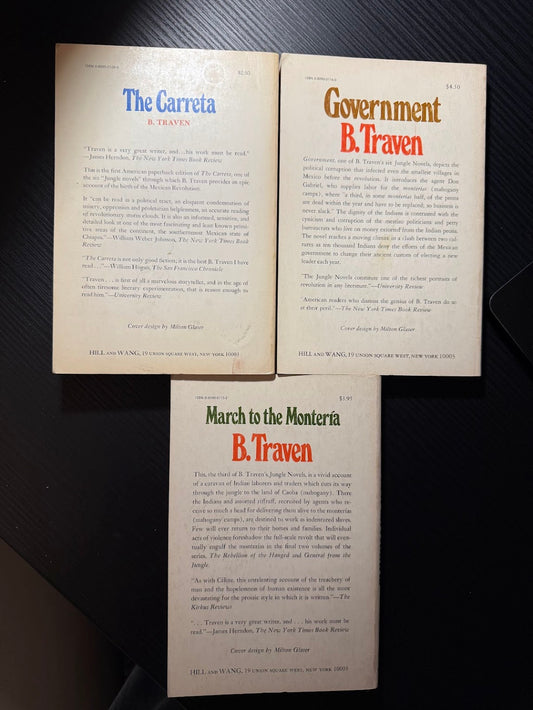 $2.95
The Carreta
B. TRAVEN
"Traven is a very great writer, and. . .his work must be read."
—James Herndon, The New York Times Book Review
This is the first American paperback edition of The Carreta, one of
the six "Jungle novels" through which B. Traven provides an epic
account of the birth of the Mexican Revolution.
It "can be read as a political tract, an eloquent condemnation of
misery, oppression and proletarian helplessness, an accurate reading
of revolutionary storm clouds. It is also an informed, sensitive, and
detailed look at one of the most fascinating and least known primi-
tive areas of the continent, the southernmost Mexican state of
Chiapas."—William Weber Johnson, The New York Times Book
Review
"The Carreta is not only good fiction; it is the best B. Traven I have
read . . ."—William Hogan, The San Francisco Chronicle
"Traven . . . is first of all a marvelous storyteller, and in the age of
often tiresome literary experimentation, that is reason enough to
read him."—University Review
Cover design by Milton Glaser
HILL AND WANG, 19 UNION SQUARE WEST, NEW YORK 10003
$4.50
Government
B. Traven
Government, one of B. Traven's six Jungle Novels, depicts the
political corruption that infected even the smallest villages in
Mexico before the revolution. It introduces the agent Don
Gabriel, who supplies labor for the monterías (mahogany
camps), where "a third, in some monterías half, of the peons
are dead within the year and have to be replaced; so business is
never slack." The dignity of the Indians is contrasted with the
cynicism and corruption of the mestizo politicians and petty
bureaucrats who live on money extorted from the Indian peons.
The novel reaches a moving climax in a clash between two cul-
tures as ten thousand Indians defy the efforts of the Mexican
government to change their ancient custom of electing a new
leader each year.
"The Jungle Novels constitute one of the richest portraits of
revolution in any literature."—University Review
"American readers who dismiss the genius of B. Traven do so
at their peril."—The New York Times Book Review
Cover design by Milton Glaser
HILL AND WANG, 19 UNION SQUARE WEST, NEW YORK 10003
$3.95
March to the Montería
B. Traven
This, the third of B. Traven's Jungle Novels, is a vivid account
of a caravan of Indian laborers and traders which cuts its way
through the jungle to the land of Caoba (mahogany). There
the Indians and assorted riffraff, recruited by agents who re-
ceive so much a head for delivering them alive to the monterías
(mahogany camps), are destined to work as indentured slaves.
Few will ever return to their homes and families. Individual
acts of violence foreshadow the full-scale revolt that will even-
tually engulf the monterías in the final two volumes of the
series, The Rebellion of the Hanged and General from the
Jungle.
"As with Céline, this unrelenting account of the treachery of
man and the hopelessness of human existence is all the more
devastating for the prosaic style in which it is written."—The
Kirkus Reviews
". . . Traven is a very great writer, and . . . his work must be
read."—James Herndon, The New York Times Book Review
Cover design by Milton Glaser
HILL AND WANG, 19 UNION SQUARE WEST, NEW YORK 10003